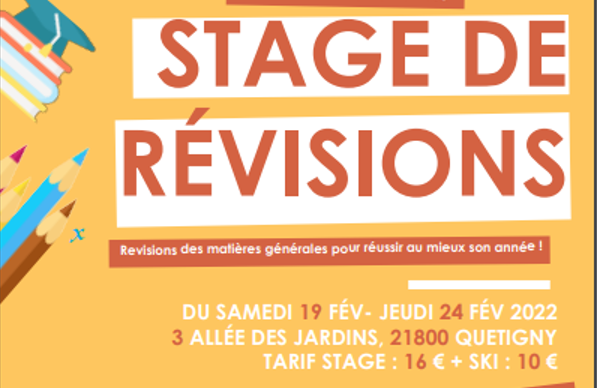 STAGE DE
RÉVISIONS
Revisions des matières générales pour réussir au mieux son année !
DU SAMEDI 19 FÉV- JEUDI 24 FÉV 2022
3 ALLÉE DES JARDINS, 21800 QUETIGNY
TARIF STAGE : 16 € + SKI : 10 €
x